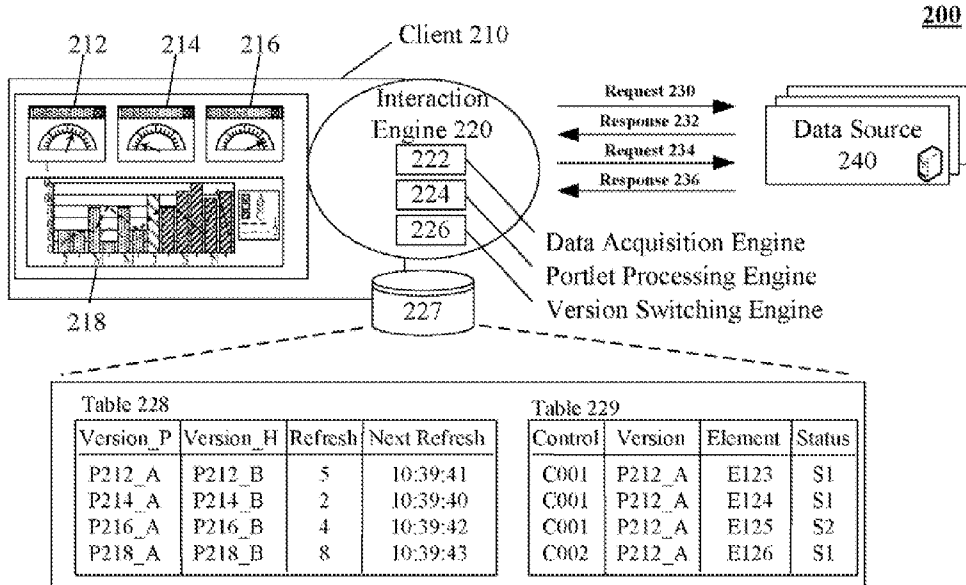 200
212 214 216 Client 210
Interaction
Engine 220
222
224
226
Request 230
Response 232
Request 234
Response 236
Data Source
240
Data Acquisition Engine
Portlet Processing Engine
Version Switching Engine
218
227
Table 228
Version_P Version_H Refresh Next Refresh
P212_A P212_B 5 10:39:41
P214_A P214_B 2 10:39:40
P216_A P216_B 4 10:39:42
P218_A P218_B 8 10:39:43
Table 229
Control Version Element Status
C001 P212_A E123 S1
C001 P212_A E124 S1
C001 P212_A E125 S2
C002 P212_A E126 S1